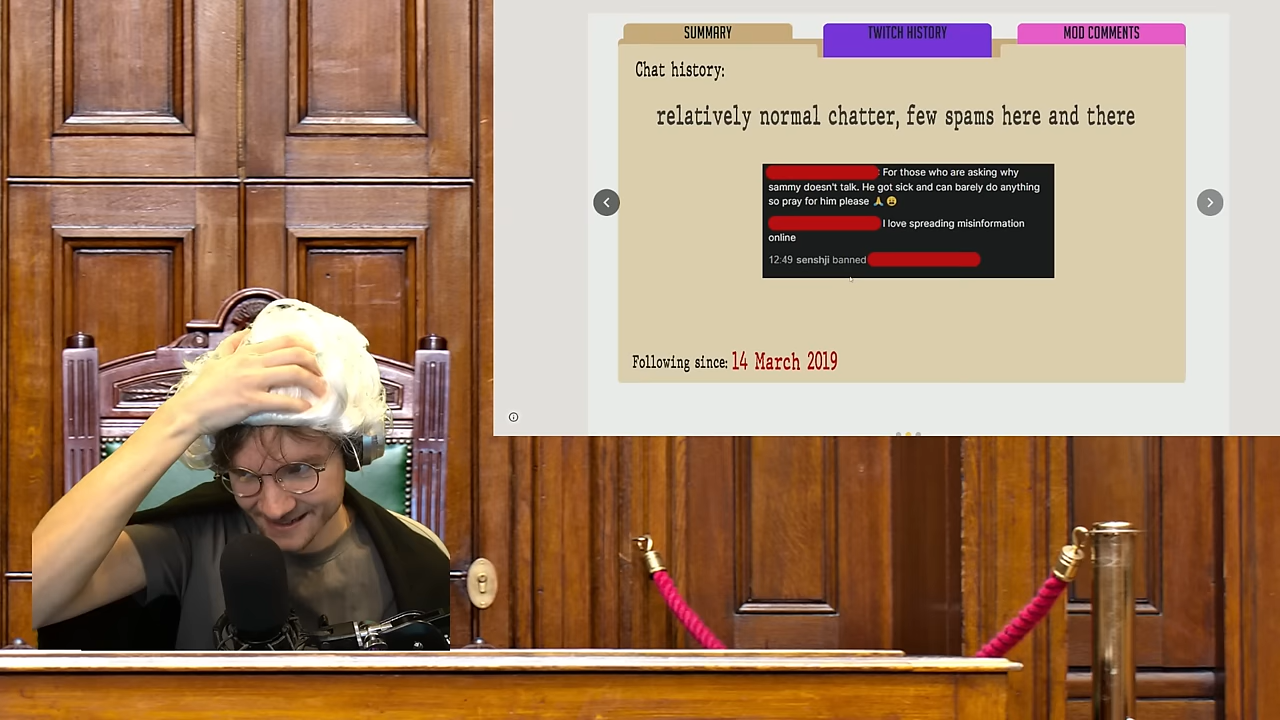 SUMMARY
TWITCH HISTORY
MOD COMMENTS
Chat history:
relatively normal chatter, few spams here and there
: For those who are asking why
sammy doesn't talk. He got sick and can barely do anything
so pray for him please 🙏 😩
I love spreading misinformation
online
12:49 senshji banned
Following since: 14 March 2019